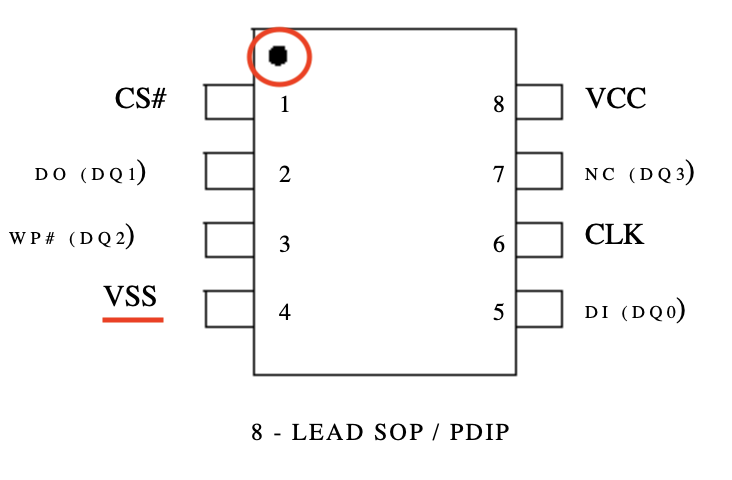 CS# 1 8 VCC
DO (DQ1) 2 7 NC (DQ3)
WP# (DQ2) 3 6 CLK
VSS 4 5 DI (DQ0)
8 - LEAD SOP / PDIP